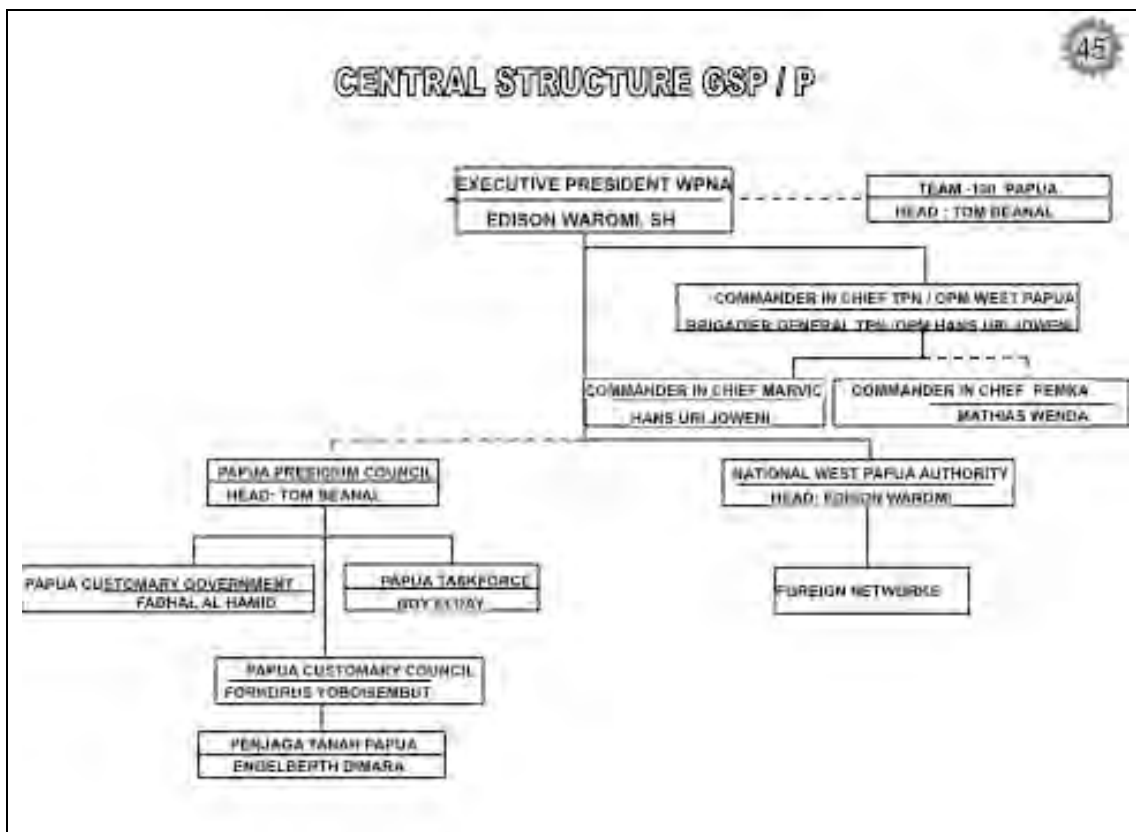 45
CENTRAL STRUCTURE GSP / P
EXECUTIVE PRESIDENT WPNA
EDISON WAROMI, SH
TEAM -100 PAPUA
HEAD : TOM BEANAL
COMMANDER IN CHIEF TPN / OPM WEST PAPUA
BRIGADIER GENERAL TPN /OPM HANS URI JOWENI
COMMANDER IN CHIEF MARVIC
HANS URI JOWENI
COMMANDER IN CHIEF PEMKA
MATHIAS WENDA
PAPUA PRESIDIUM COUNCIL
HEAD: TOM BEANAL
NATIONAL WEST PAPUA AUTHORITY
HEAD: EDISON WAROMI
PAPUA CUSTOMARY GOVERNMENT
FADHAL AL HAMID
PAPUA TASKFORCE
BOY ELUAY
FOREIGN NETWORKS
PAPUA CUSTOMARY COUNCIL
FORKORUS YOBOISEMBUT
PENJAGA TANAH PAPUA
ENGELBERTH DIMARA